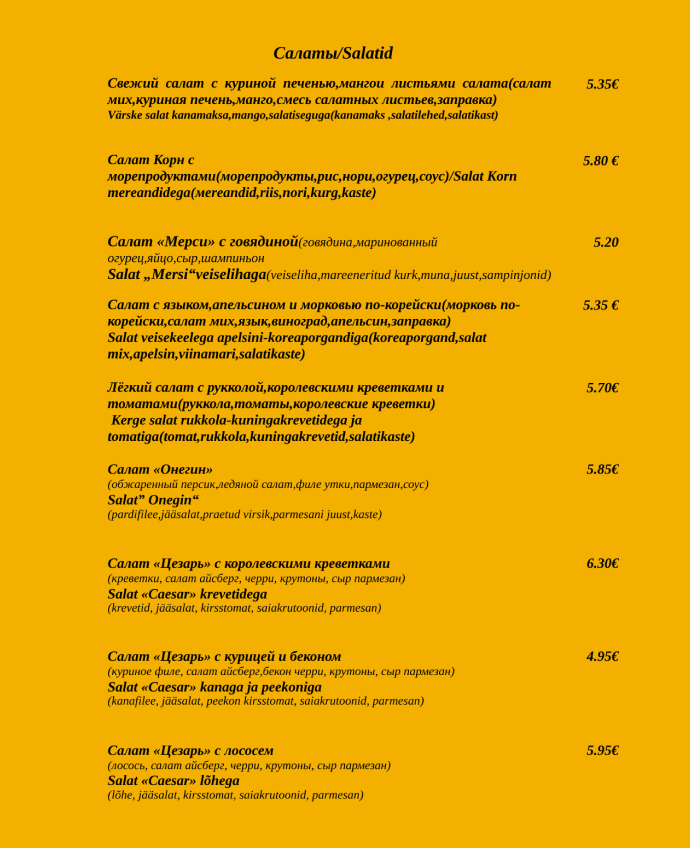 Салаты/Salatid
Свежий салат с куриной печенью,мангои листьями салата(салат 5.35€
мих,куриная печень,манго,смесь салатных листьев,заправка)
Värske salat kanamaksa,mango,salatiseguga(kanamaks ,salatilehed,salatikast)
Салат Корн с 5.80 €
морепродуктами(морепродукты,рис,нори,огурец,соус)/Salat Korn
mereandidega(мereandid,riis,nori,kurg,kaste)
Салат «Мерси» с говядиной(говядина,маринованный 5.20
огурец,яйцо,сыр,шампиньон
Salat „Mersi“veiselihaga(veiseliha,mareeneritud kurk,muna,juust,sampinjonid)
Салат с языком,апельсином и морковью по-корейски(морковь по- 5.35 €
корейски,салат мих,язык,виноград,апельсин,заправка)
Salat veisekeelega apelsini-koreaporgandiga(koreaporgand,salat
mix,apelsin,viinamari,salatikaste)
Лёгкий салат с рукколой,королевскими креветками и 5.70€
томатами(руккола,томаты,королевские креветки)
Kerge salat rukkola-kuningakrevetidega ja
tomatiga(tomat,rukkola,kuningakrevetid,salatikaste)
Салат «Онегин» 5.85€
(обжаренный персик,ледяной салат,филе утки,пармезан,соус)
Salat” Onegin“
(pardifilee,jääsalat,praetud virsik,parmesani juust,kaste)
Салат «Цезарь» с королевскими креветками 6.30€
(креветки, салат айсберг, черри, крутоны, сыр пармезан)
Salat «Caesar» krevetidega
(krevetid, jääsalat, kirsstomat, saiakrutoonid, parmesan)
Салат «Цезарь» с курицей и беконом 4.95€
(куриное филе, салат айсберг,бекон черри, крутоны, сыр пармезан)
Salat «Caesar» kanaga ja peekoniga
(kanafilee, jääsalat, peekon kirsstomat, saiakrutoonid, parmesan)
Салат «Цезарь» с лососем 5.95€
(лосось, салат айсберг, черри, крутоны, сыр пармезан)
Salat «Caesar» lõhega
(lõhe, jääsalat, kirsstomat, saiakrutoonid, parmesan)